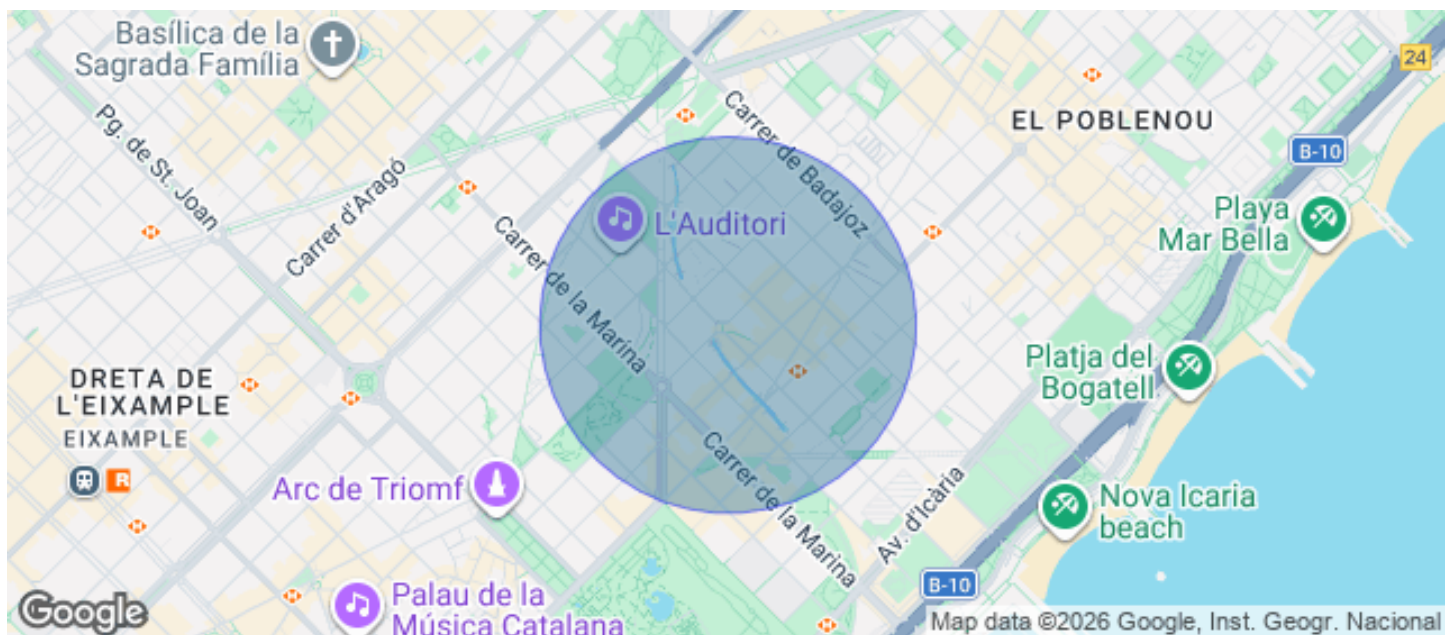 Basílica de la
Sagrada Família
24
Carrer de Badajoz
EL POBLENOU
B-10
Pg. de St. Joan
Carrer d'Aragó
L'Auditori
Playa
Mar Bella
Carrer de la Marina
Platja del
Bogatell
DRETA DE
L'EIXAMPLE
EIXAMPLE
R
Arc de Triomf
Carrer de la Marina
Av. d'Icària
Nova Icaria
beach
B-10
Palau de la
Música Catalana
Google
Map data ©2026 Google, Inst. Geogr. Nacional